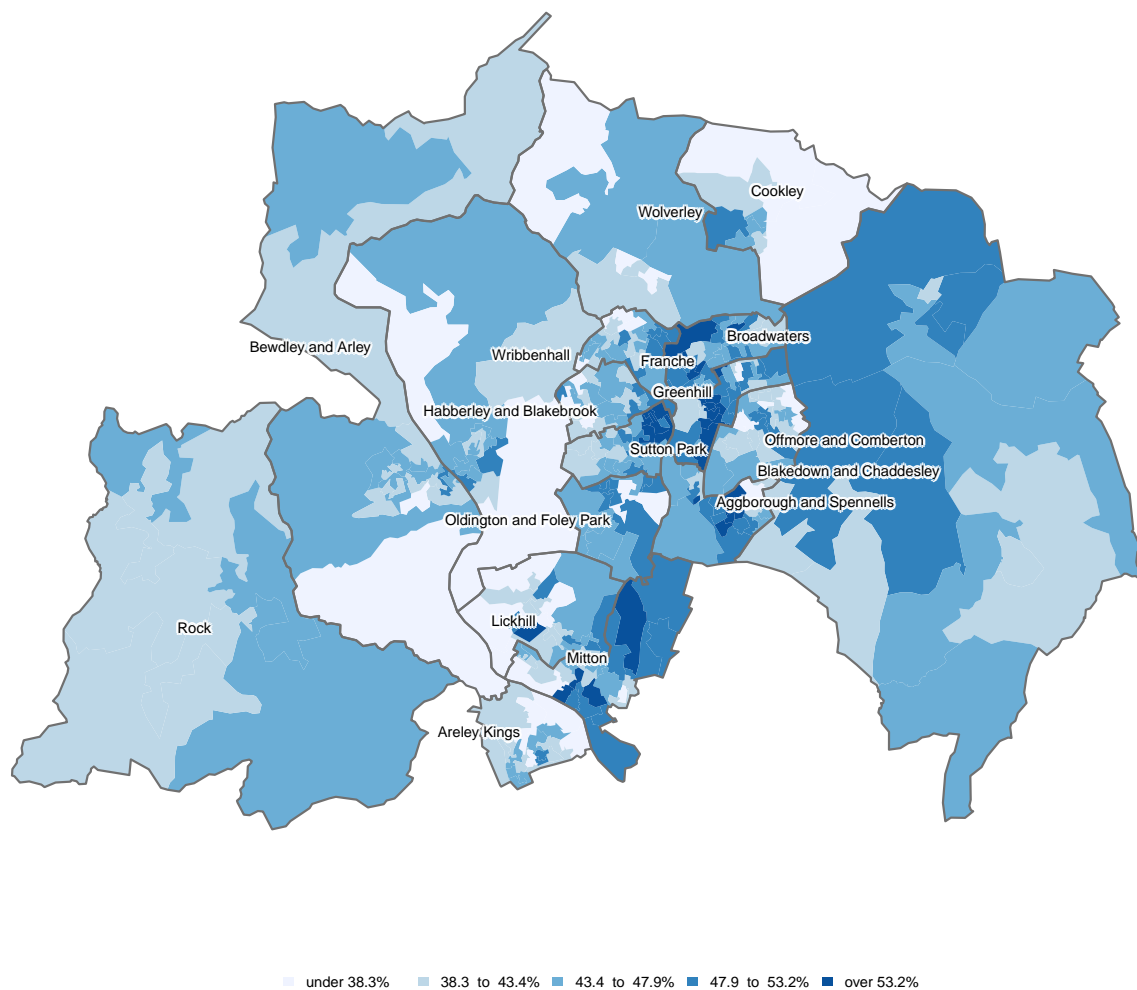 Cookley
Wolverley
Broadwaters
Bewdley and Arley
Wribbenhall
Franche
Greenhill
Habberley and Blakebrook
Offmore and Comberton
Sutton Park
Blakedown and Chaddesley
Aggborough and Spennells
Oldington and Foley Park
Lickhill
Rock
Mitton
Areley Kings
under 38.3% 38.3 to 43.4% 43.4 to 47.9% 47.9 to 53.2% over 53.2%